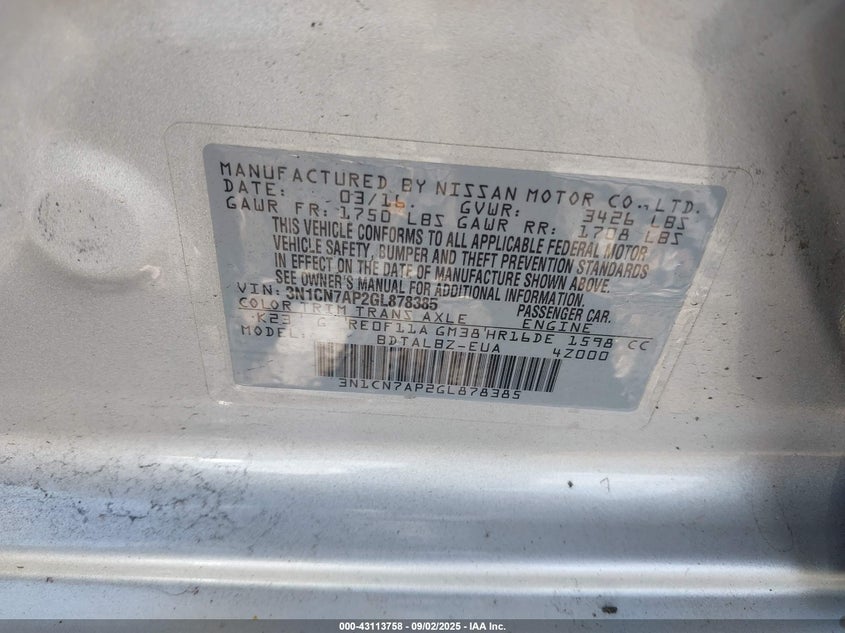 MANUFACTURED BY NISSAN MOTOR CO.,LTD.
DATE: 03/16 GVWR: 3426 LBS
GAWR FR: 1750 LBS GAWR RR: 1708 LBS
THIS VEHICLE CONFORMS TO ALL APPLICABLE FEDERAL MOTOR
VEHICLE SAFETY, BUMPER AND THEFT PREVENTION STANDARDS
IN EFFECT ON THE DATE OF MANUFACTURE SHOWN ABOVE.
SEE OWNER'S MANUAL FOR ADDITIONAL INFORMATION.
VIN: 3N1CN7AP2GL878385 PASSENGER CAR.
COLOR TRIM TRANS AXLE ENGINE
K23 G RE0F11A GM38 HR16DE 1598 CC
MODEL: BDTALBZ-EUA 4Z000
3N1CN7AP2GL878385
000-43113758 - 09/02/2025 - IAA Inc.